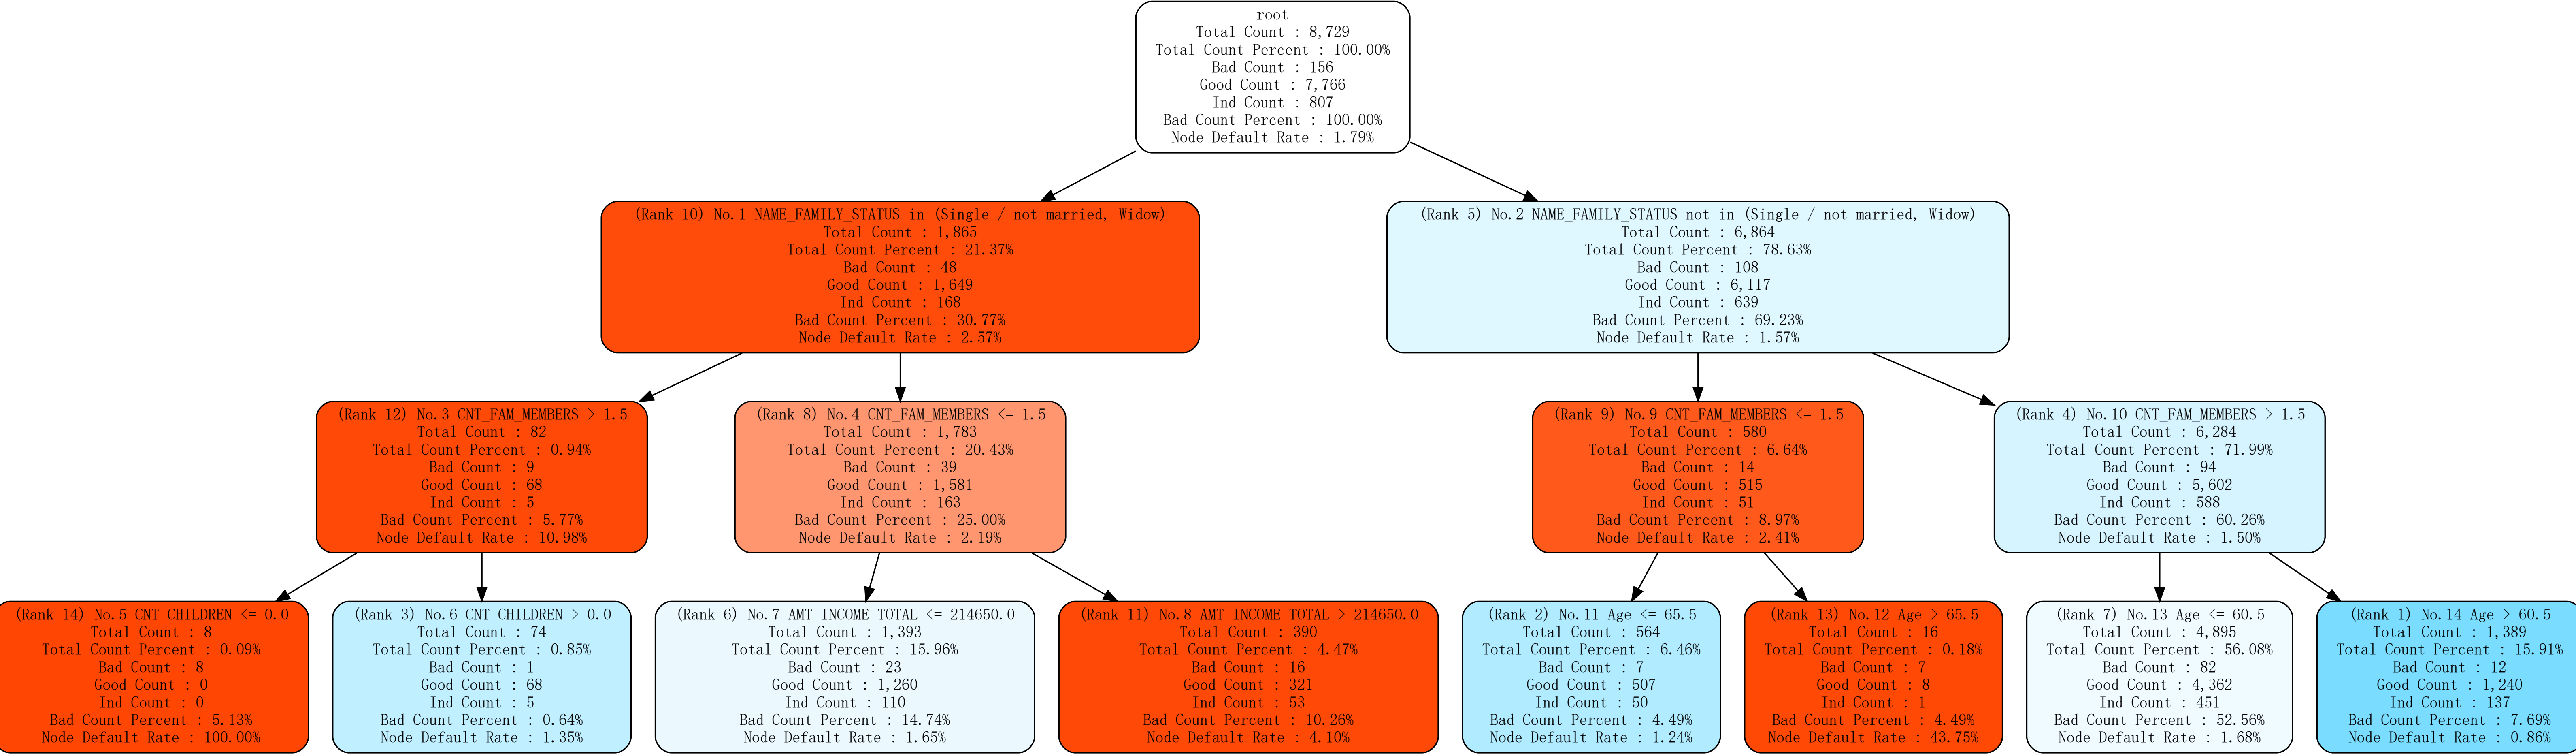 root
Total Count : 8,729
Total Count Percent : 100.00%
Bad Count : 156
Good Count : 7,766
Ind Count : 807
Bad Count Percent : 100.00%
Node Default Rate : 1.79%
(Rank 10) No.1 NAME_FAMILY_STATUS in (Single / not married, Widow)
Total Count : 1,865
Total Count Percent : 21.37%
Bad Count : 48
Good Count : 1,649
Ind Count : 168
Bad Count Percent : 30.77%
Node Default Rate : 2.57%
(Rank 5) No.2 NAME_FAMILY_STATUS not in (Single / not married, Widow)
Total Count : 6,864
Total Count Percent : 78.63%
Bad Count : 108
Good Count : 6,117
Ind Count : 639
Bad Count Percent : 69.23%
Node Default Rate : 1.57%
(Rank 12) No.3 CNT_FAM_MEMBERS > 1.5
Total Count : 82
Total Count Percent : 0.94%
Bad Count : 9
Good Count : 68
Ind Count : 5
Bad Count Percent : 5.77%
Node Default Rate : 10.98%
(Rank 8) No.4 CNT_FAM_MEMBERS <= 1.5
Total Count : 1,783
Total Count Percent : 20.43%
Bad Count : 39
Good Count : 1,581
Ind Count : 163
Bad Count Percent : 25.00%
Node Default Rate : 2.19%
(Rank 9) No.9 CNT_FAM_MEMBERS <= 1.5
Total Count : 580
Total Count Percent : 6.64%
Bad Count : 14
Good Count : 515
Ind Count : 51
Bad Count Percent : 8.97%
Node Default Rate : 2.41%
(Rank 4) No.10 CNT_FAM_MEMBERS > 1.5
Total Count : 6,284
Total Count Percent : 71.99%
Bad Count : 94
Good Count : 5,602
Ind Count : 588
Bad Count Percent : 60.26%
Node Default Rate : 1.50%
(Rank 14) No.5 CNT_CHILDREN <= 0.0
Total Count : 8
Total Count Percent : 0.09%
Bad Count : 8
Good Count : 0
Ind Count : 0
Bad Count Percent : 5.13%
Node Default Rate : 100.00%
(Rank 3) No.6 CNT_CHILDREN > 0.0
Total Count : 74
Total Count Percent : 0.85%
Bad Count : 1
Good Count : 68
Ind Count : 5
Bad Count Percent : 0.64%
Node Default Rate : 1.35%
(Rank 6) No.7 AMT_INCOME_TOTAL <= 214650.0
Total Count : 1,393
Total Count Percent : 15.96%
Bad Count : 23
Good Count : 1,260
Ind Count : 110
Bad Count Percent : 14.74%
Node Default Rate : 1.65%
(Rank 11) No.8 AMT_INCOME_TOTAL > 214650.0
Total Count : 390
Total Count Percent : 4.47%
Bad Count : 16
Good Count : 321
Ind Count : 53
Bad Count Percent : 10.26%
Node Default Rate : 4.10%
(Rank 2) No.11 Age <= 65.5
Total Count : 564
Total Count Percent : 6.46%
Bad Count : 7
Good Count : 507
Ind Count : 50
Bad Count Percent : 4.49%
Node Default Rate : 1.24%
(Rank 13) No.12 Age > 65.5
Total Count : 16
Total Count Percent : 0.18%
Bad Count : 7
Good Count : 8
Ind Count : 1
Bad Count Percent : 4.49%
Node Default Rate : 43.75%
(Rank 7) No.13 Age <= 60.5
Total Count : 4,895
Total Count Percent : 56.08%
Bad Count : 82
Good Count : 4,362
Ind Count : 451
Bad Count Percent : 52.56%
Node Default Rate : 1.68%
(Rank 1) No.14 Age > 60.5
Total Count : 1,389
Total Count Percent : 15.91%
Bad Count : 12
Good Count : 1,240
Ind Count : 137
Bad Count Percent : 7.69%
Node Default Rate : 0.86%